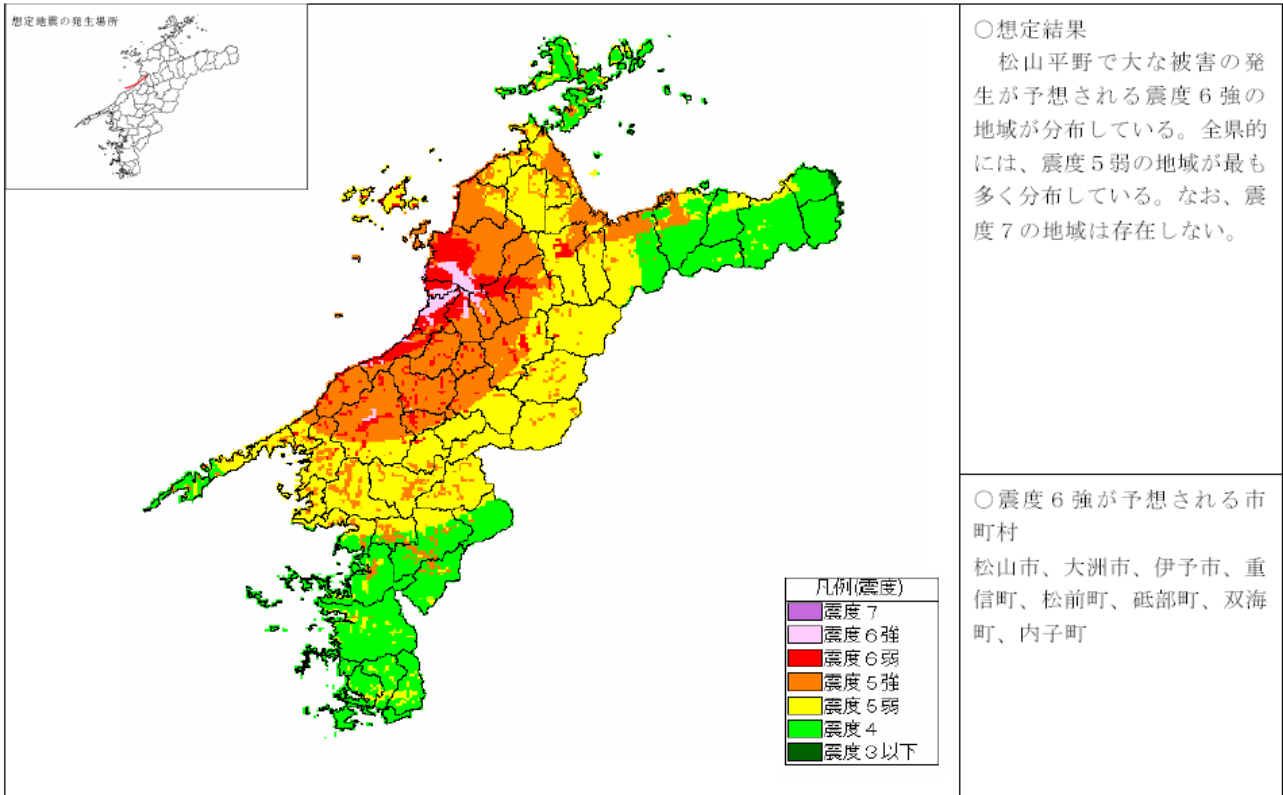 想定地震の発生場所
○想定結果
松山平野で大な被害の発
生が予想される震度6強の
地域が分布している。全県的
には、震度5弱の地域が最も
多く分布している。なお、震
度7の地域は存在しない。
○震度6強が予想される市
町村
松山市、大洲市、伊予市、重
信町、松前町、砥部町、双海
町、内子町
凡例(震度)
震度7
震度6強
震度6弱
震度5強
震度5弱
震度4
震度3以下